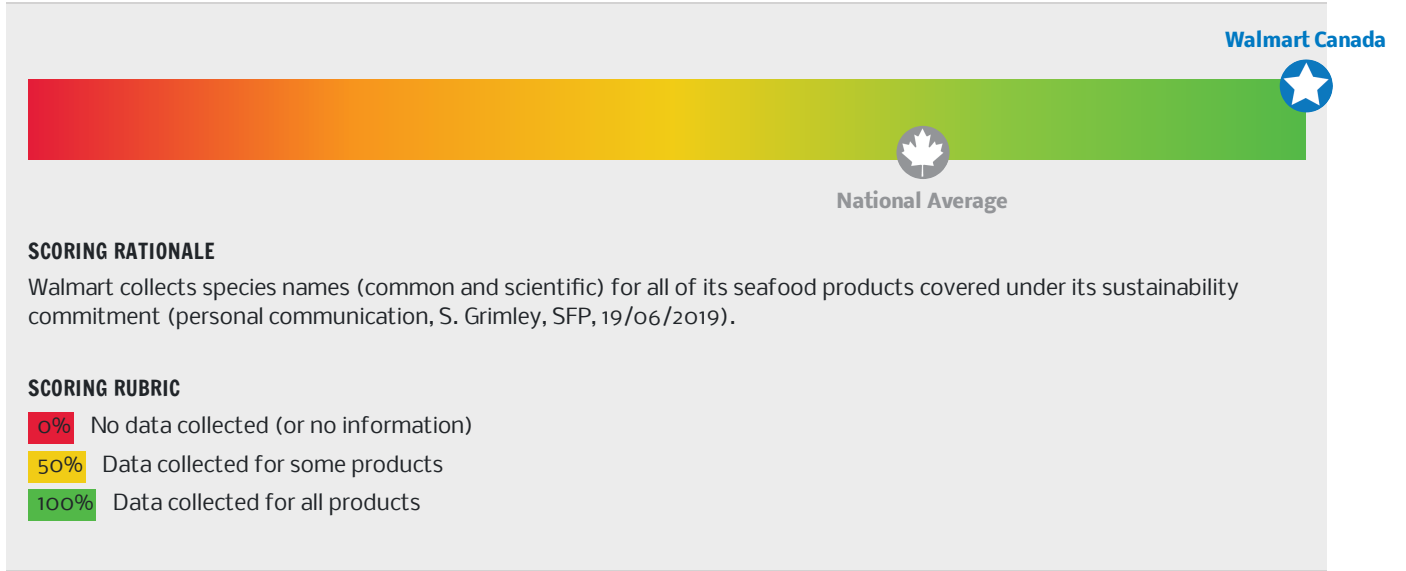 Walmart Canada
National Average
SCORING RATIONALE
Walmart collects species names (common and scientific) for all of its seafood products covered under its sustainability
commitment (personal communication, S. Grimley, SFP, 19/06/2019).
SCORING RUBRIC
0% No data collected (or no information)
50% Data collected for some products
100% Data collected for all products